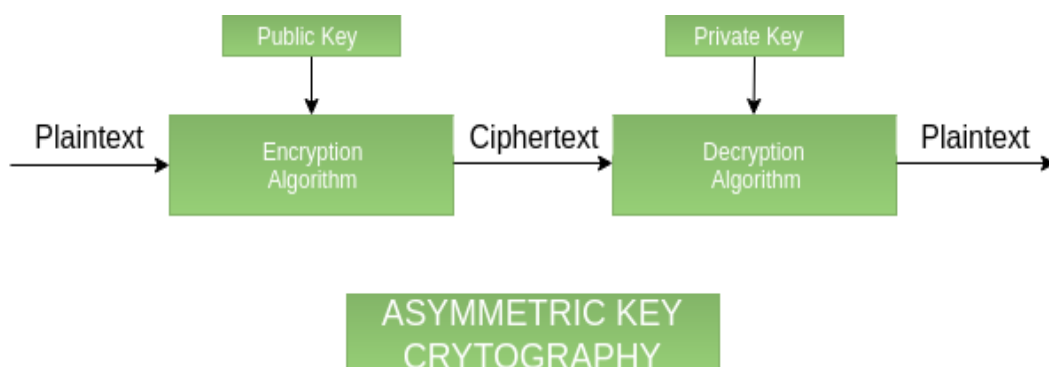 Public Key
Private Key
Plaintext
Encryption
Algorithm
Ciphertext
Decryption
Algorithm
Plaintext
ASYMMETRIC KEY
CRYTOGRAPHY